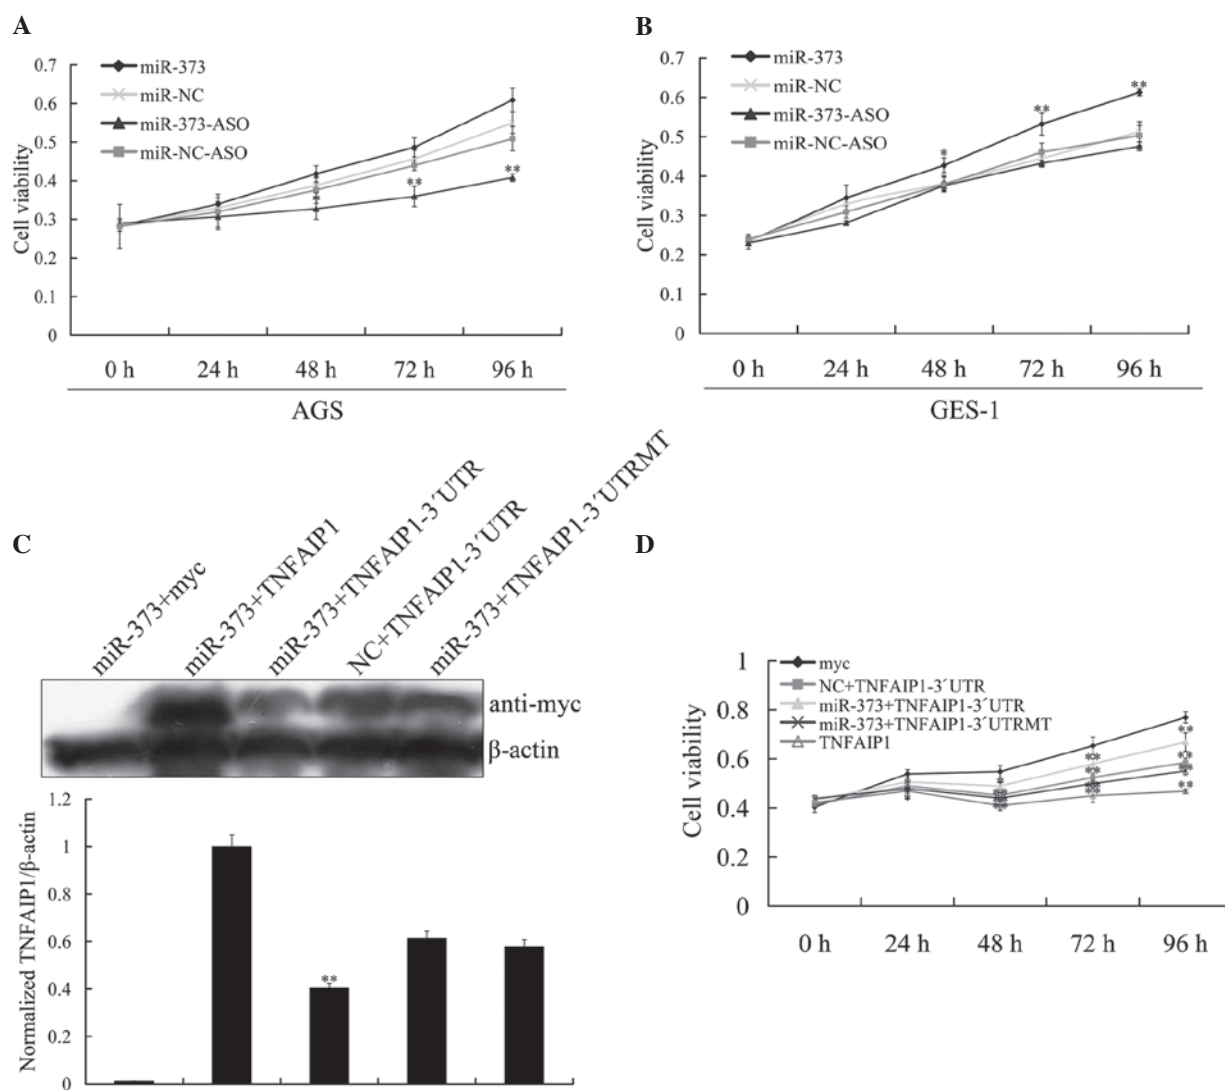 A
0.7
0.6
0.5
0.4
0.3
0.2
0.1
0
Cell viability
miR-373
miR-NC
miR-373-ASO
miR-NC-ASO
*
*
**
**
0 h 24 h 48 h 72 h 96 h
AGS
B
0.7
0.6
0.5
0.4
0.3
0.2
0.1
0
Cell viability
miR-373
miR-NC
miR-373-ASO
miR-NC-ASO
*
**
**
0 h 24 h 48 h 72 h 96 h
GES-1
C
miR-373+myc
miR-373+TNFAIP1
miR-373+TNFAIP1-3´UTR
NC+TNFAIP1-3´UTR
miR-373+TNFAIP1-3´UTRMT
anti-myc
β-actin
1.2
1
0.8
0.6
0.4
0.2
0
Normalized TNFAIP1/β-actin
**
D
1
0.8
0.6
0.4
0.2
0
Cell viability
myc
NC+TNFAIP1-3´UTR
miR-373+TNFAIP1-3´UTR
miR-373+TNFAIP1-3´UTRMT
TNFAIP1
**
**
**
**
0 h 24 h 48 h 72 h 96 h